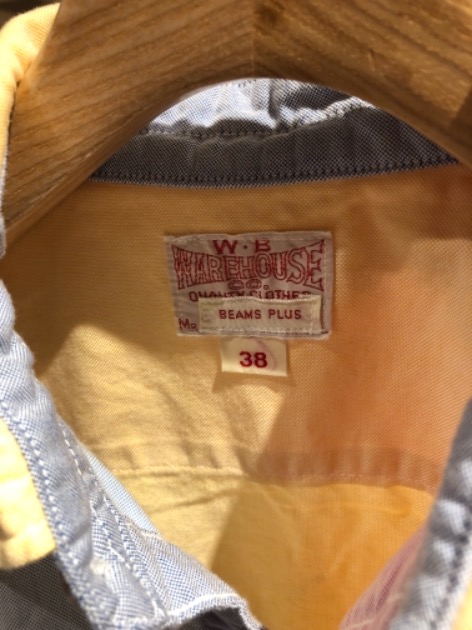 W·B
WAREHOUSE
CO.
QUALITY CLOTHES
BEAMS PLUS
38